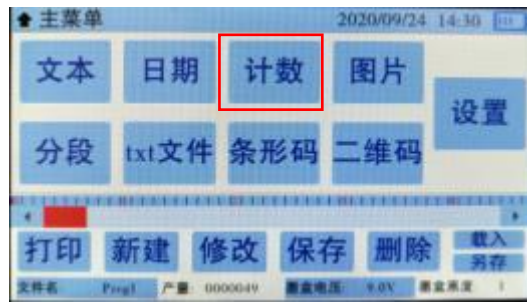 主菜单 2020/09/24 14:30
文本 日期 计数 图片
设置
分段 txt文件 条形码 二维码
打印 新建 修改 保存 删除 载入
另存
文件名 Prog1 产量: 0000049 墨盒电压: 9.0V 墨盒浓度 1